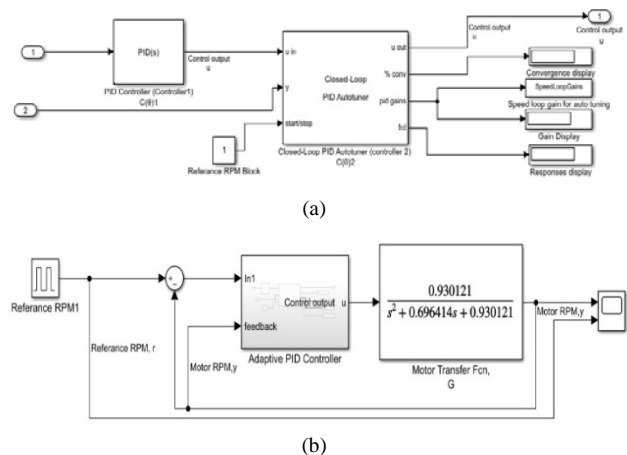 1
PID(s)
Control output
u
PID Controller (Controller1)
C(θ)1
2
1
Referance RPM Block
u in
y
start/stop
Closed-Loop
PID Autotuner
u out
% conv
pid gains
frd
Closed-Loop PID Autotuner (controller 2)
C(θ)2
Control output
u
1
Control output
u
Convergence display
SpeedLoopGains
Speed loop gain for auto tuning
Gain Display
Responses display
(a)
Referance RPM1
Referance RPM, r
+
−
In1
feedback
Control output u
Adaptive PID Controller
Motor RPM,y
0.930121
s² + 0.696414s + 0.930121
Motor Transfer Fcn,
G
Motor RPM,
y
(b)